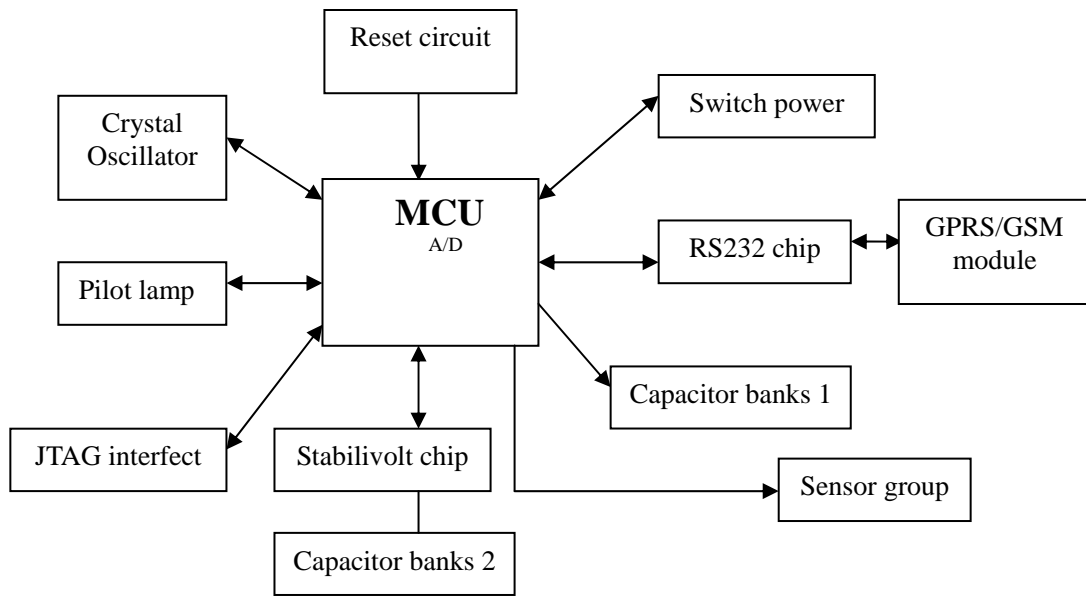 Reset circuit
Crystal
Oscillator
Switch power
MCU
A/D
RS232 chip
GPRS/GSM
module
Pilot lamp
Capacitor banks 1
JTAG interfect
Stabilivolt chip
Sensor group
Capacitor banks 2